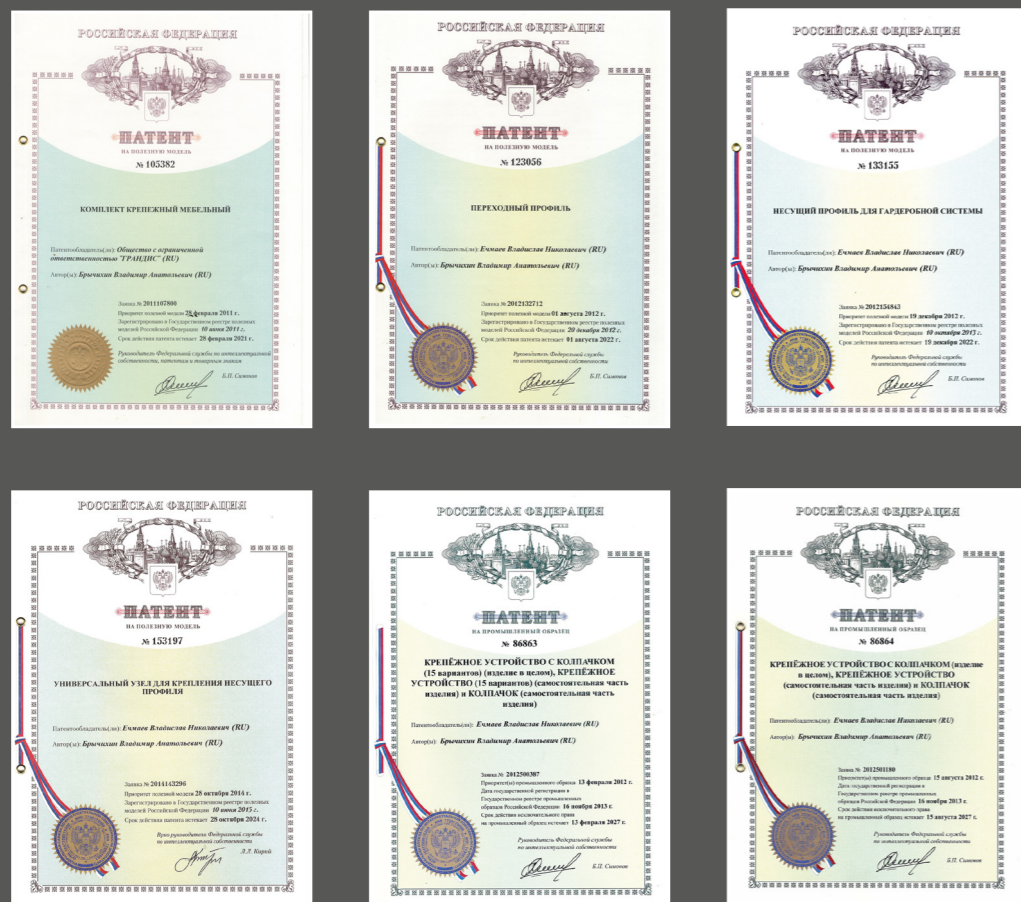 РОССИЙСКАЯ ФЕДЕРАЦИЯ
ПАТЕНТ
НА ПОЛЕЗНУЮ МОДЕЛЬ
№ 105382
КОМПЛЕКТ КРЕПЕЖНЫЙ МЕБЕЛЬНЫЙ
Патентообладатель(ли): Общество с ограниченной
ответственностью "ГРАНДИС" (RU)
Автор(ы): Брычихин Владимир Анатольевич (RU)
Заявка № 2011107800
Приоритет полезной модели 28 февраля 2011 г.
Зарегистрировано в Государственном реестре полезных
моделей Российской Федерации 10 июня 2011 г.
Срок действия патента истекает 28 февраля 2021 г.
Руководитель Федеральной службы по интеллектуальной
собственности, патентам и товарным знакам
Б.П. Симонов
РОССИЙСКАЯ ФЕДЕРАЦИЯ
ПАТЕНТ
НА ПОЛЕЗНУЮ МОДЕЛЬ
№ 123056
ПЕРЕХОДНЫЙ ПРОФИЛЬ
Патентообладатель(ли): Ечмаев Владислав Николаевич (RU)
Автор(ы): Брычихин Владимир Анатольевич (RU)
Заявка № 2012132712
Приоритет полезной модели 01 августа 2012 г.
Зарегистрировано в Государственном реестре полезных
моделей Российской Федерации 20 декабря 2012 г.
Срок действия патента истекает 01 августа 2022 г.
Руководитель Федеральной службы
по интеллектуальной собственности
Б.П. Симонов
РОССИЙСКАЯ ФЕДЕРАЦИЯ
ПАТЕНТ
НА ПОЛЕЗНУЮ МОДЕЛЬ
№ 133155
НЕСУЩИЙ ПРОФИЛЬ ДЛЯ ГАРДЕРОБНОЙ СИСТЕМЫ
Патентообладатель(ли): Ечмаев Владислав Николаевич (RU)
Автор(ы): Брычихин Владимир Анатольевич (RU)
Заявка № 2012154843
Приоритет полезной модели 19 декабря 2012 г.
Зарегистрировано в Государственном реестре полезных
моделей Российской Федерации 10 октября 2013 г.
Срок действия патента истекает 19 декабря 2022 г.
Руководитель Федеральной службы
по интеллектуальной собственности
Б.П. Симонов
РОССИЙСКАЯ ФЕДЕРАЦИЯ
ПАТЕНТ
НА ПОЛЕЗНУЮ МОДЕЛЬ
№ 153197
УНИВЕРСАЛЬНЫЙ УЗЕЛ ДЛЯ КРЕПЛЕНИЯ НЕСУЩЕГО
ПРОФИЛЯ
Патентообладатель(ли): Ечмаев Владислав Николаевич (RU)
Автор(ы): Брычихин Владимир Анатольевич (RU)
Заявка № 2014143296
Приоритет полезной модели 28 октября 2014 г.
Зарегистрировано в Государственном реестре полезных
моделей Российской Федерации 10 июня 2015 г.
Срок действия патента истекает 28 октября 2024 г.
Врио руководителя Федеральной службы
по интеллектуальной собственности
Л.Л. Кирий
РОССИЙСКАЯ ФЕДЕРАЦИЯ
ПАТЕНТ
НА ПРОМЫШЛЕННЫЙ ОБРАЗЕЦ
№ 86863
КРЕПЁЖНОЕ УСТРОЙСТВО С КОЛПАЧКОМ
(15 вариантов) (изделие в целом), КРЕПЁЖНОЕ
УСТРОЙСТВО (15 вариантов) (самостоятельная часть
изделия) и КОЛПАЧОК (самостоятельная часть
изделия)
Патентообладатель(ли): Ечмаев Владислав Николаевич (RU)
Автор(ы): Брычихин Владимир Анатольевич (RU)
Заявка № 2012500387
Приоритет(ы) промышленного образца 13 февраля 2012 г.
Дата государственной регистрации в
Государственном реестре промышленных
образцов Российской Федерации 16 ноября 2013 г.
Срок действия исключительного права
на промышленный образец истекает 13 февраля 2027 г.
Руководитель Федеральной службы
по интеллектуальной собственности
Б.П. Симонов
РОССИЙСКАЯ ФЕДЕРАЦИЯ
ПАТЕНТ
НА ПРОМЫШЛЕННЫЙ ОБРАЗЕЦ
№ 86864
КРЕПЁЖНОЕ УСТРОЙСТВО С КОЛПАЧКОМ (изделие
в целом), КРЕПЁЖНОЕ УСТРОЙСТВО
(самостоятельная часть изделия) и КОЛПАЧОК
(самостоятельная часть изделия)
Патентообладатель(ли): Ечмаев Владислав Николаевич (RU)
Автор(ы): Брычихин Владимир Анатольевич (RU)
Заявка № 2012501180
Приоритет(ы) промышленного образца 15 августа 2012 г.
Дата государственной регистрации в
Государственном реестре промышленных
образцов Российской Федерации 16 ноября 2013 г.
Срок действия исключительного права
на промышленный образец истекает 15 августа 2027 г.
Руководитель Федеральной службы
по интеллектуальной собственности
Б.П. Симонов